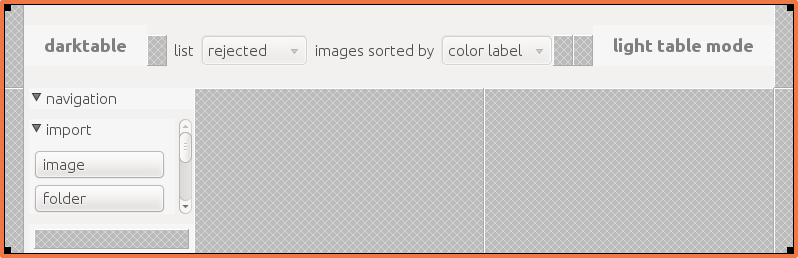 darktable list rejected images sorted by color label light table mode
navigation
import
image
folder